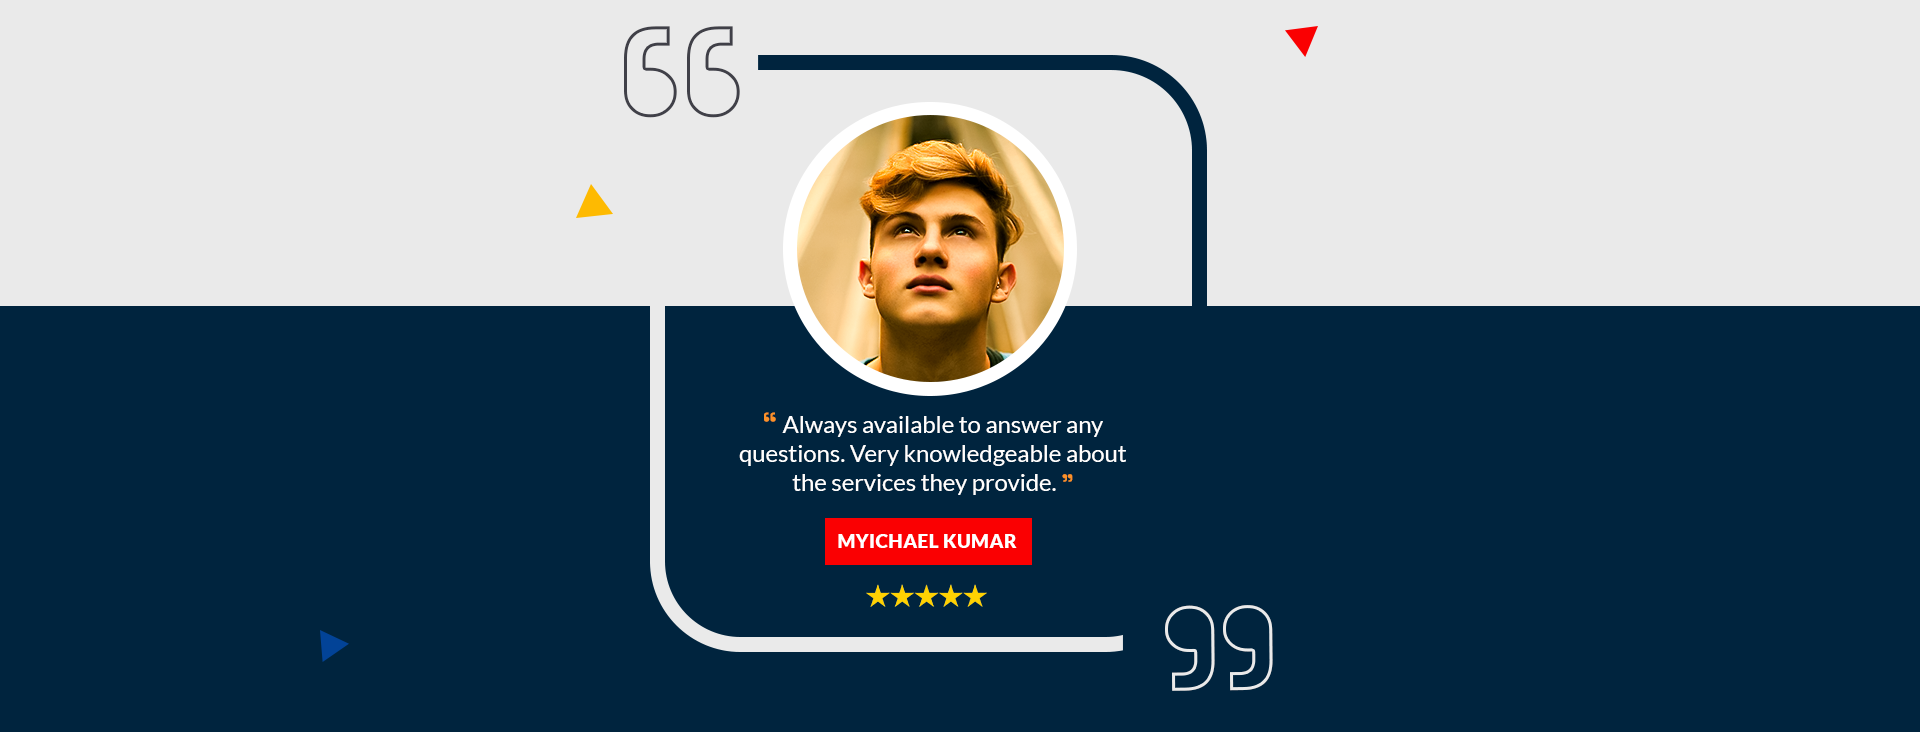 “ Always available to answer any
questions. Very knowledgeable about
the services they provide. ”
MYICHAEL KUMAR